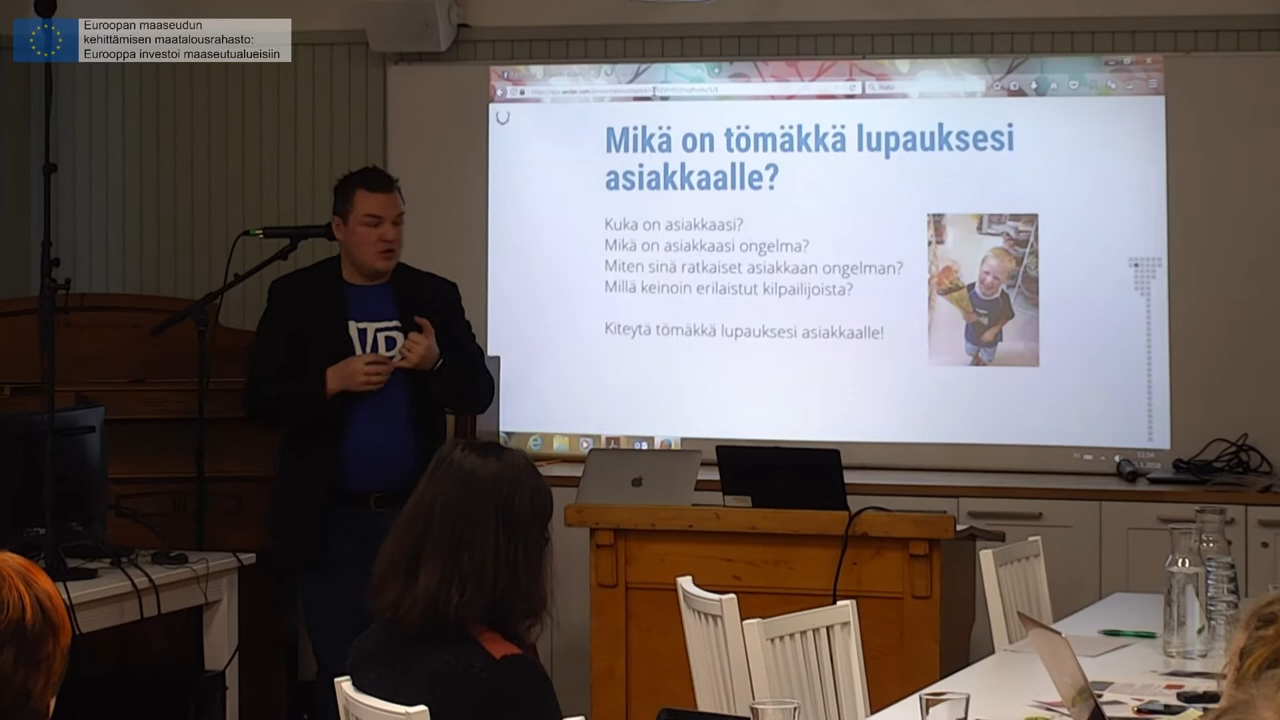 Euroopan maaseudun
kehittämisen maatalousrahasto:
Eurooppa investoi maaseutualueisiin
Mikä on tömäkkä lupauksesi
asiakkaalle?
Kuka on asiakkaasi?
Mikä on asiakkaasi ongelma?
Miten sinä ratkaiset asiakkaan ongelman?
Millä keinoin erilaistut kilpailijoista?
Kiteytä tömäkkä lupauksesi asiakkaalle!